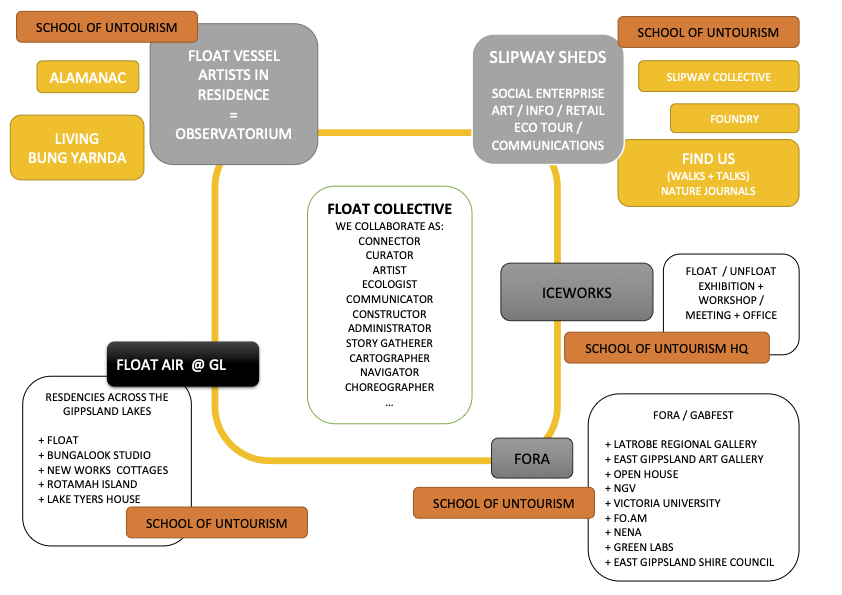 SCHOOL OF UNTOURISM
FLOAT VESSEL
ARTISTS IN
RESIDENCE
=
OBSERVATORIUM
ALAMANAC
LIVING
BUNG YARNDA
SLIPWAY SHEDS
SOCIAL ENTERPRISE
ART / INFO / RETAIL
ECO TOUR /
COMMUNICATIONS
SCHOOL OF UNTOURISM
SLIPWAY COLLECTIVE
FOUNDRY
FIND US
(WALKS + TALKS)
NATURE JOURNALS
FLOAT COLLECTIVE
WE COLLABORATE AS:
CONNECTOR
CURATOR
ARTIST
ECOLOGIST
COMMUNICATOR
CONSTRUCTOR
ADMINISTRATOR
STORY GATHERER
CARTOGRAPHER
NAVIGATOR
CHOREOGRAPHER
...
ICEWORKS
FLOAT / UNFLOAT
EXHIBITION +
WORKSHOP /
MEETING + OFFICE
SCHOOL OF UNTOURISM HQ
FLOAT AIR @ GL
RESDENCIES ACROSS THE
GIPPSLAND LAKES
+ FLOAT
+ BUNGALOOK STUDIO
+ NEW WORKS COTTAGES
+ ROTAMAH ISLAND
+ LAKE TYERS HOUSE
SCHOOL OF UNTOURISM
FORA
SCHOOL OF UNTOURISM
FORA / GABFEST
+ LATROBE REGIONAL GALLERY
+ EAST GIPPSLAND ART GALLERY
+ OPEN HOUSE
+ NGV
+ VICTORIA UNIVERSITY
+ FO.AM
+ NENA
+ GREEN LABS
+ EAST GIPPSLAND SHIRE COUNCIL